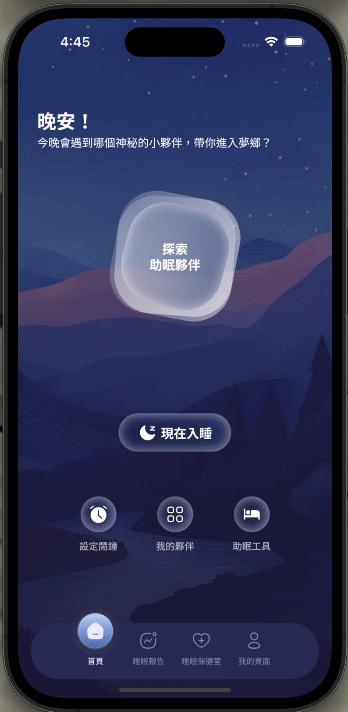 4:45
晚安！
今晚會遇到哪個神秘的小夥伴，帶你進入夢鄉？
探索
助眠夥伴
現在入睡
設定鬧鐘
我的夥伴
助眠工具
首頁
睡眠報告
睡眠保健室
我的頁面